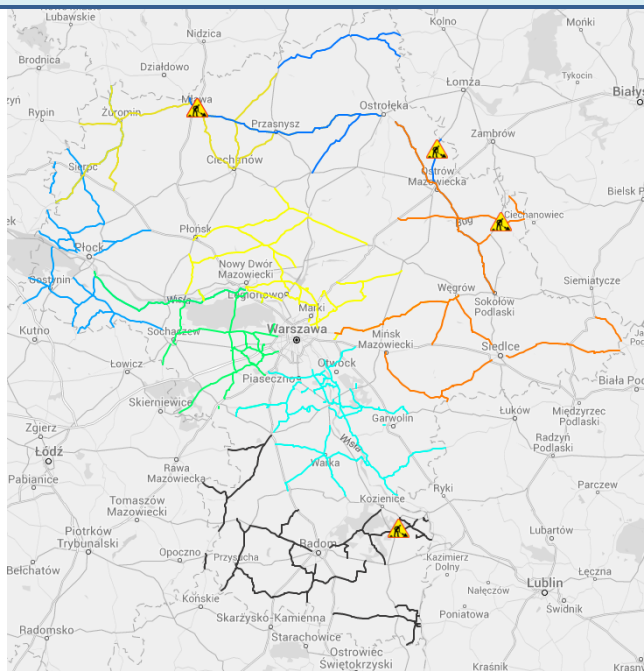 Lubawskie
Nidzica
Kolno
Mońki
Brodnica
Działdowo
Łomża
Tykocin
Białys
Rypin
Żuromin
Mława
Przasnysz
Ostrołęka
Zambrów
Sierpc
Ciechanów
Ostrów
Mazowiecka
Bielsk P
Ciechanowiec
Bug
Płońsk
Płock
Nowy Dwór
Mazowiecki
Gostynin
Wisła
Łomonowo
Marki
Węgrów
Sokołów
Podlaski
Siemiatycze
Kutno
Sochaczew
Warszawa
Mińsk
Mazowiecki
Siedlce
Łowicz
Piaseczno
Otwock
Biała Pod
Skierniewice
Garwolin
Łuków
Międzyrzec
Podlaski
Zgierz
Wisła
Radzyń
Podlaski
Łódź
Rawa
Mazowiecka
Warka
Pabianice
Tomaszów
Mazowiecki
Kozienice
Ryki
Parczew
Piotrków
Trybunalski
Opoczno
Przysucha
Radom
Lubartów
Bełchatów
Kazimierz
Dolny
Lublin
Łęczna
Końskie
Nałęczów
Świdnik
Radomsko
Skarżysko-Kamienna
Starachowice
Poniatowa
Ostrowiec
Świętokrzyski
Kraśnik